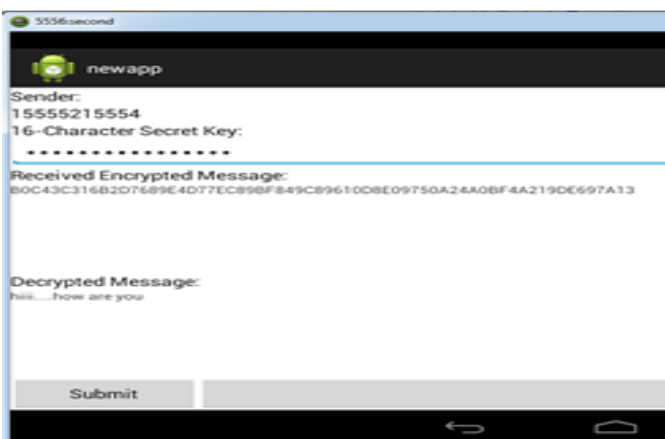 5556:second
newapp
Sender:
15555215554
16-Character Secret Key:
Received Encrypted Message:
B0C43C316B2D7689E4D77EC89BF849C89610D8E09750A24A0BF4A219DE697A13
Decrypted Message:
hiii....how are you
Submit